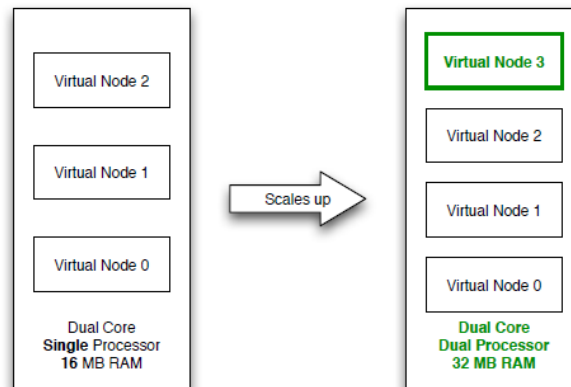 Virtual Node 2
Virtual Node 1
Virtual Node 0
Dual Core
Single Processor
16 MB RAM
Scales up
Virtual Node 3
Virtual Node 2
Virtual Node 1
Virtual Node 0
Dual Core
Dual Processor
32 MB RAM